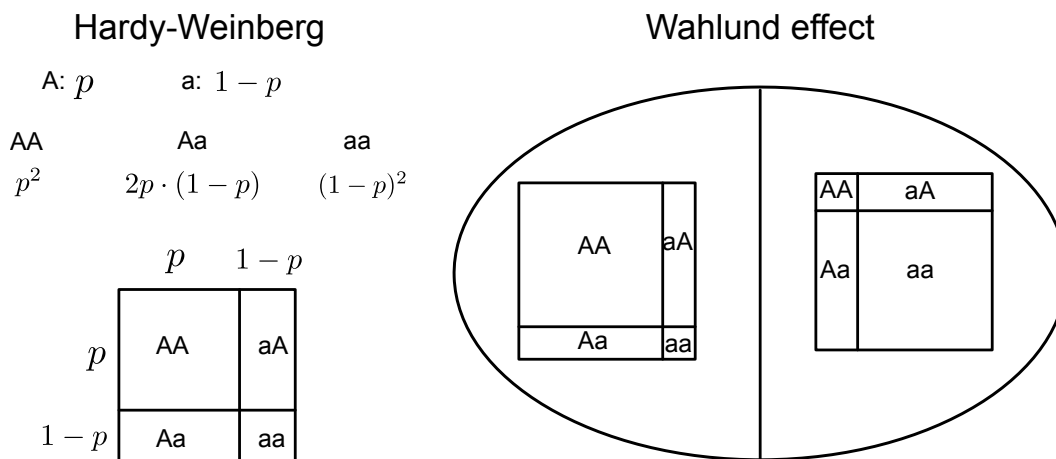 Hardy-Weinberg
A: p a: 1 − p
AA Aa aa
p² 2p · (1 − p) (1 − p)²
p 1 − p
p AA aA
1 − p Aa aa
Wahlund effect
AA aA
Aa aa
AA aA
Aa aa